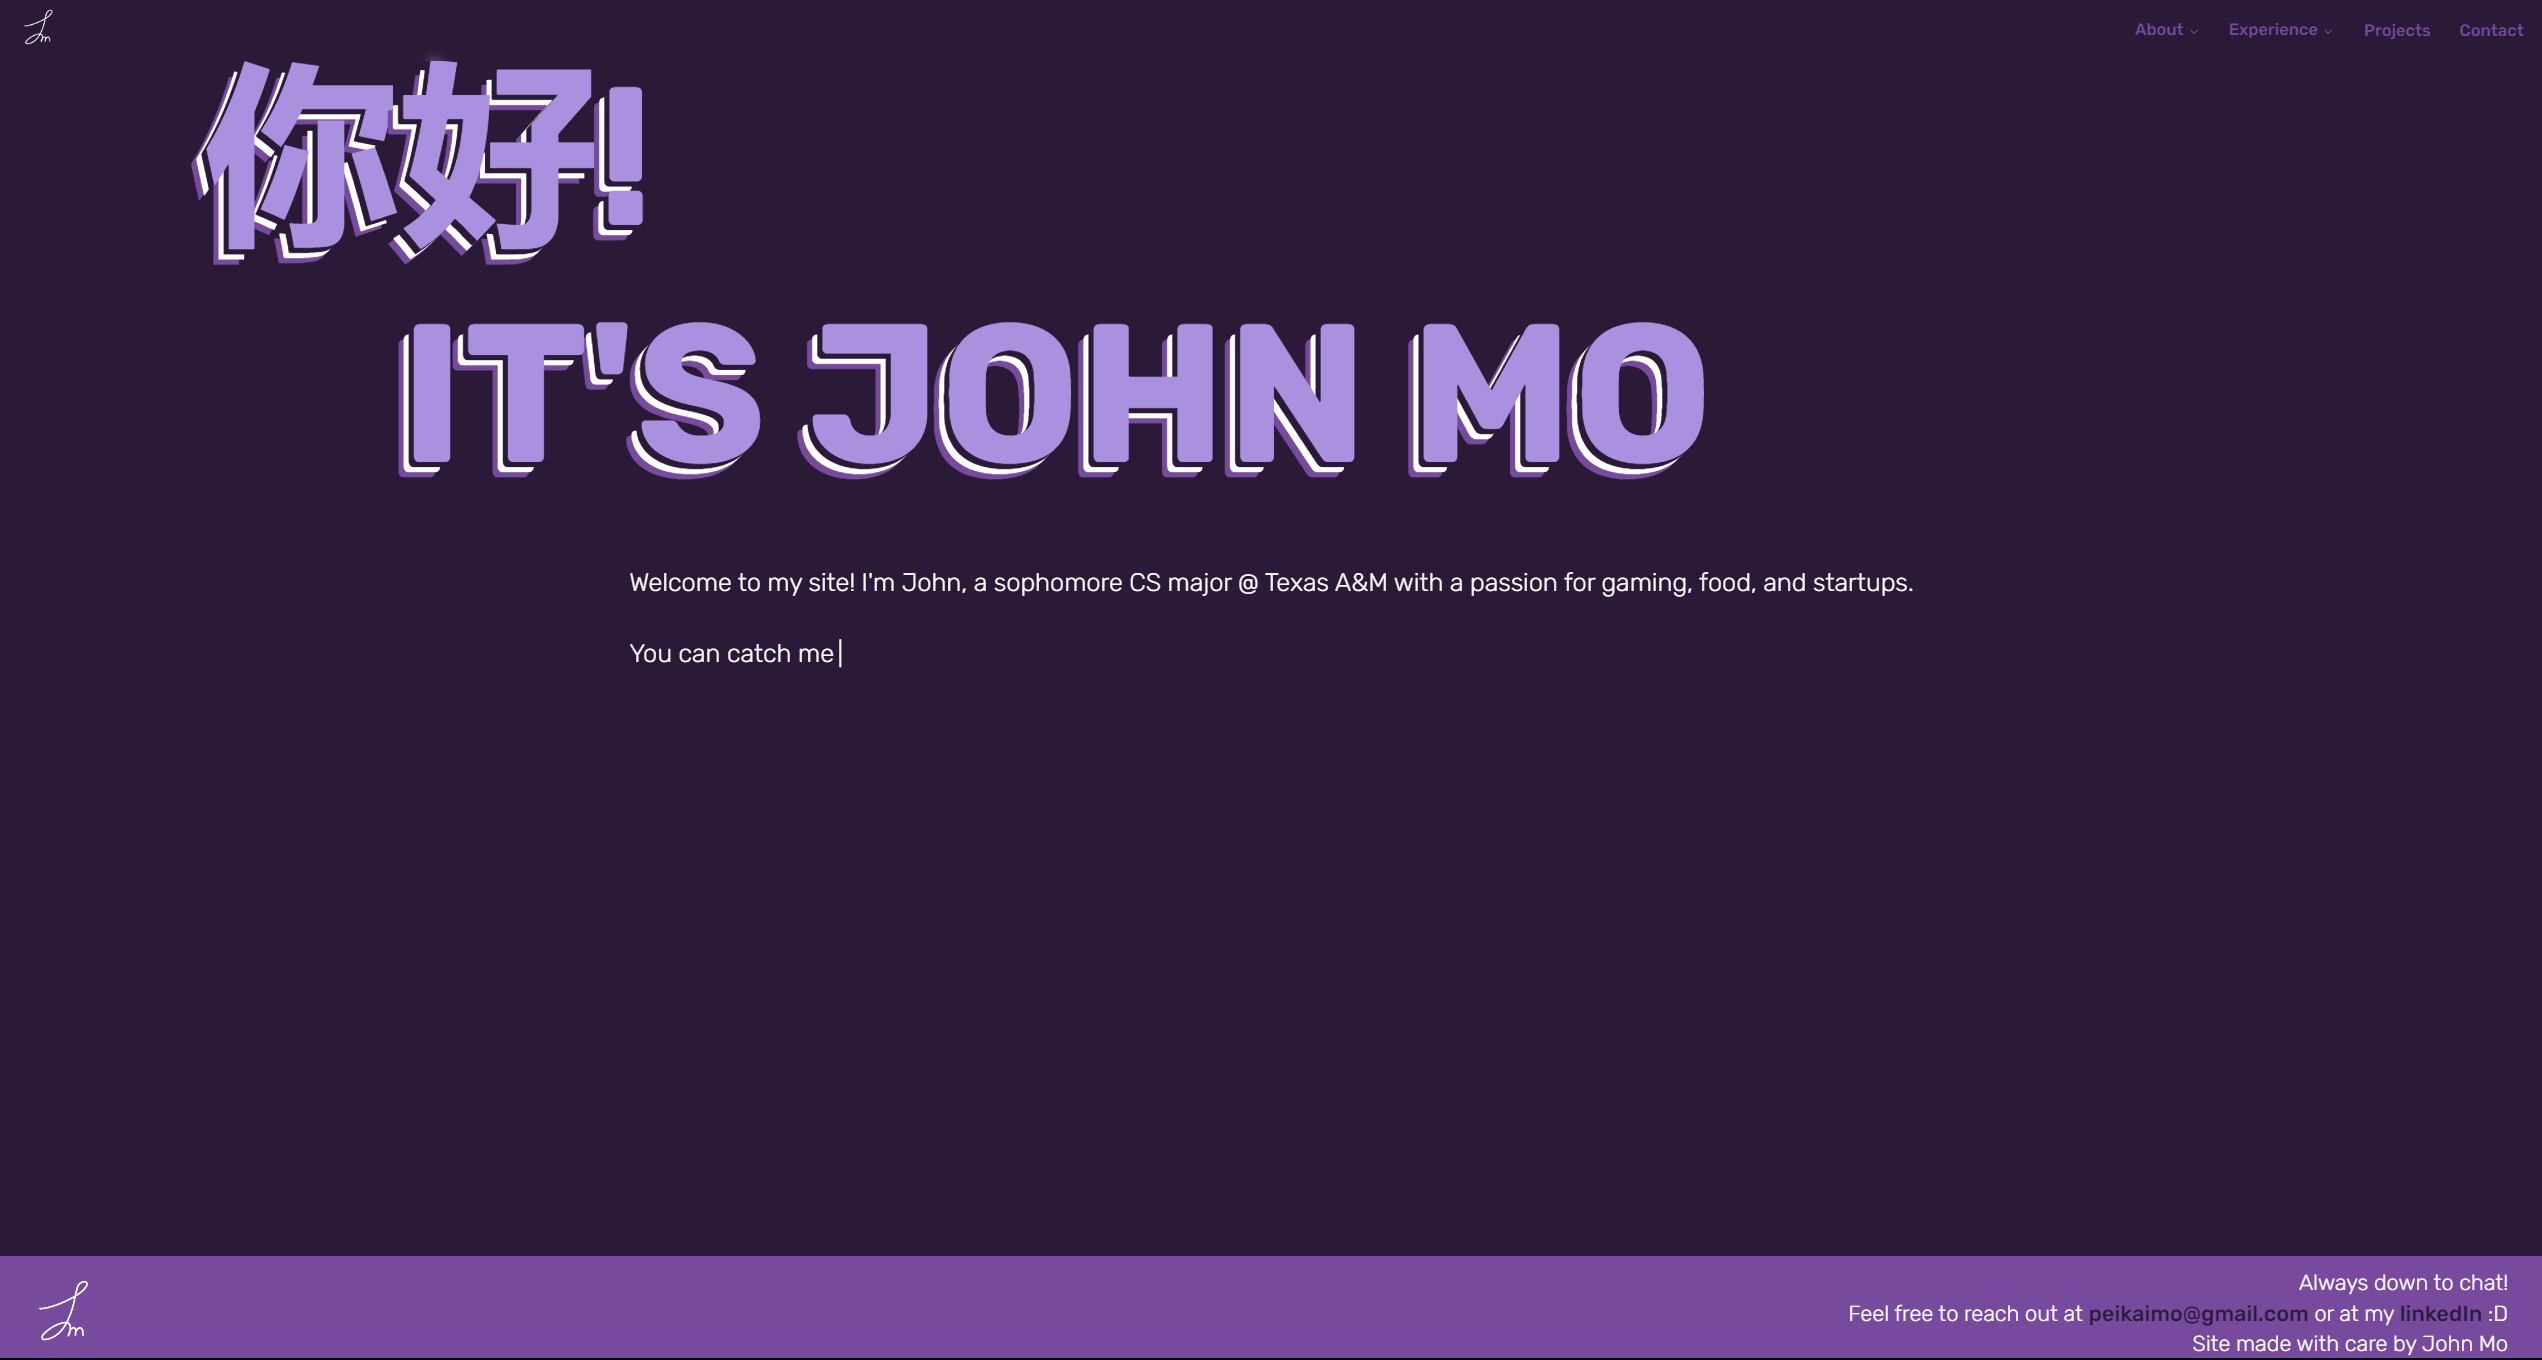 Jm
About Experience Projects Contact
你好!
IT'S JOHN MO
Welcome to my site! I'm John, a sophomore CS major @ Texas A&M with a passion for gaming, food, and startups.
You can catch me
Jm
Always down to chat!
Feel free to reach out at peikaimo@gmail.com or at my linkedIn :D
Site made with care by John Mo